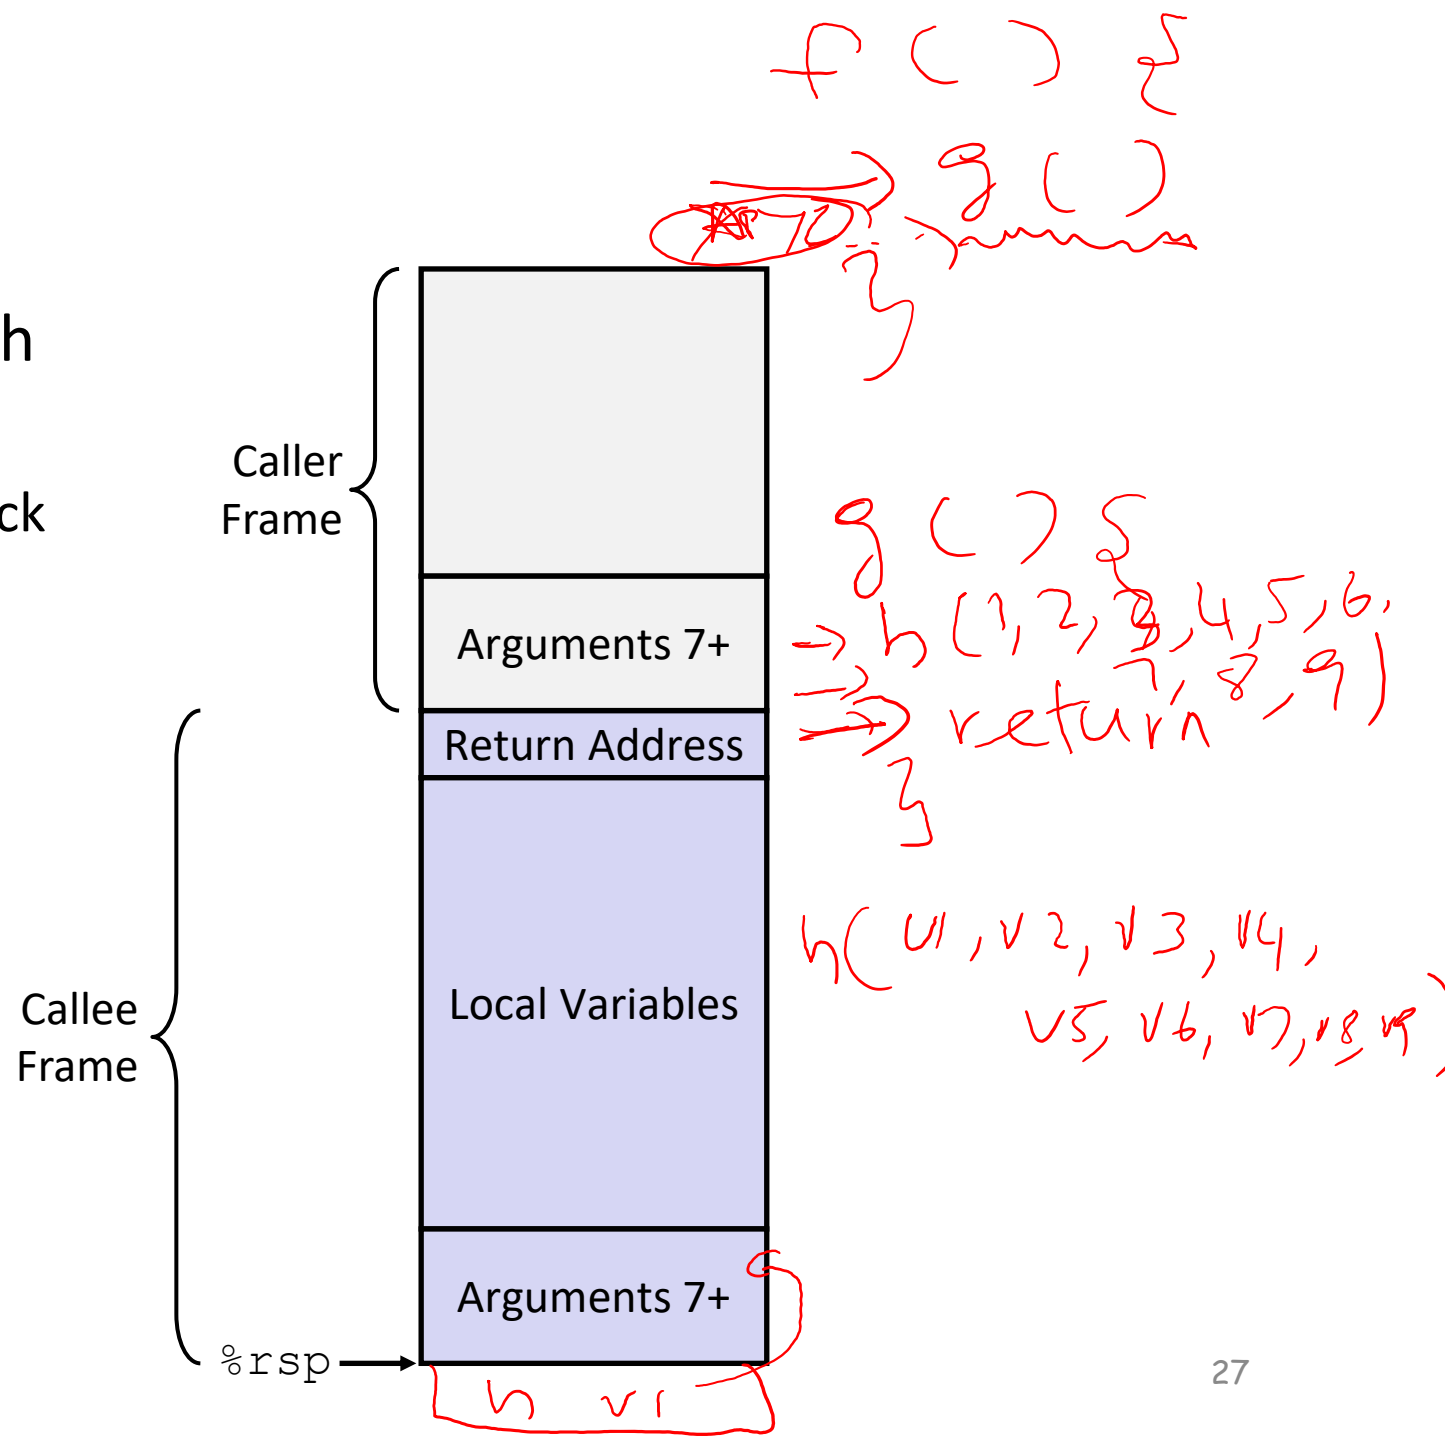 f ( ) {
g ( )
}
h
Caller
Frame
ck
g ( ) {
Arguments 7+
h (1, 2, 3, 4, 5, 6,
7, 8, 9)
Return Address
return
}
h( v1, v2, v3, v4,
v5, v6, v7, v8, v9)
Local Variables
Callee
Frame
Arguments 7+
%rsp
h v1
27